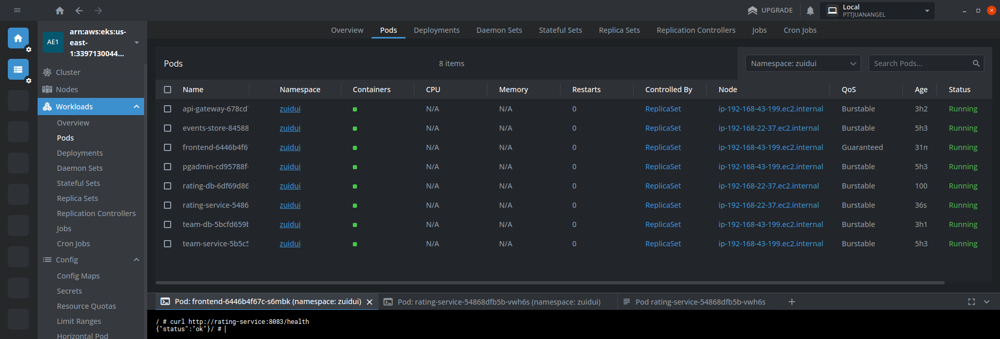 UPGRADE
Local
PTTJUANANGEL
AE1
arn:aws:eks:us-
east-
1:3397130044...
Cluster
Nodes
Workloads
Overview
Pods
Deployments
Daemon Sets
Stateful Sets
Replica Sets
Replication Controllers
Jobs
Cron Jobs
Config
Config Maps
Secrets
Resource Quotas
Limit Ranges
Horizontal Pod
Overview Pods Deployments Daemon Sets Stateful Sets Replica Sets Replication Controllers Jobs Cron Jobs
Pods 8 items Namespace: zuidui Search Pods...
Name Namespace Containers CPU Memory Restarts Controlled By Node QoS Age Status
api-gateway-678cd zuidui N/A N/A 0 ReplicaSet ip-192-168-43-199.ec2.internal Burstable 3h2 Running
events-store-84588 zuidui N/A N/A 0 ReplicaSet ip-192-168-22-37.ec2.internal Burstable 5h3 Running
frontend-6446b4f6 zuidui N/A N/A 0 ReplicaSet ip-192-168-43-199.ec2.internal Guaranteed 31m Running
pgadmin-cd95788f- zuidui N/A N/A 0 ReplicaSet ip-192-168-43-199.ec2.internal Burstable 5h3 Running
rating-db-6df69d86 zuidui N/A N/A 0 ReplicaSet ip-192-168-22-37.ec2.internal Burstable 100 Running
rating-service-5486 zuidui N/A N/A 0 ReplicaSet ip-192-168-22-37.ec2.internal Burstable 36s Running
team-db-5bcfd659b zuidui N/A N/A 0 ReplicaSet ip-192-168-43-199.ec2.internal Burstable 3h1 Running
team-service-5b5c5 zuidui N/A N/A 0 ReplicaSet ip-192-168-43-199.ec2.internal Burstable 5h3 Running
Pod: frontend-6446b4f67c-s6mbk (namespace: zuidui) Pod: rating-service-54868dfb5b-vwh6s (namespace: zuidui) Pod rating-service-54868dfb5b-vwh6s
/ # curl http://rating-service:8083/health
{"status":"ok"}/ #